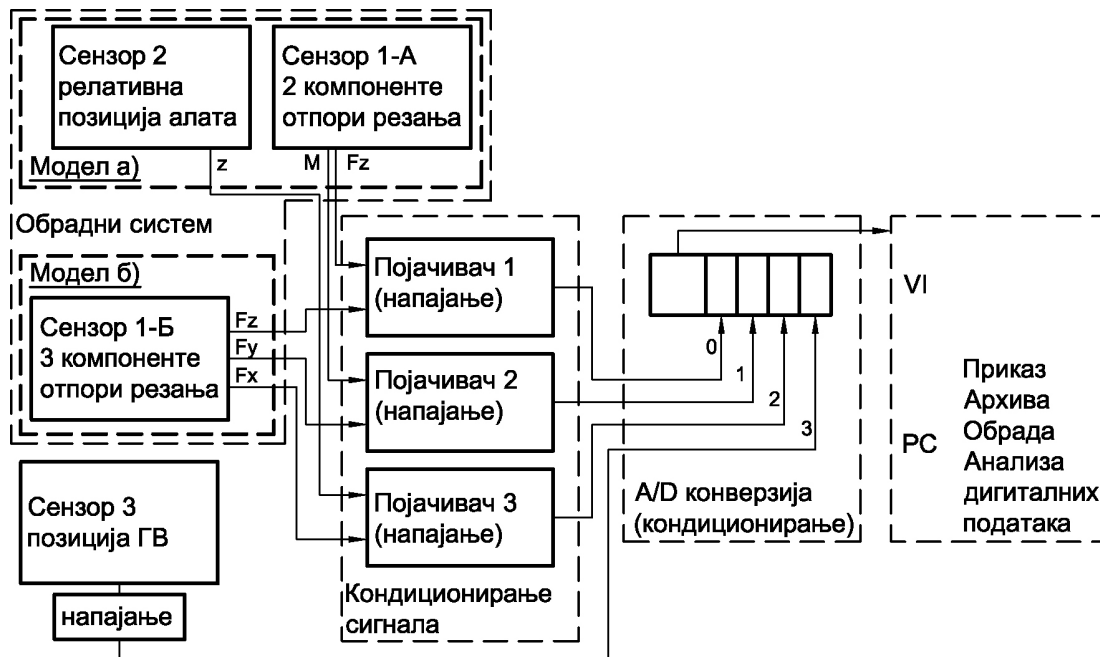 Сензор 2
релативна
позиција алата
Сензор 1-А
2 компоненте
отпори резања
Модел а)
z
M
Fz
Обрадни систем
Модел б)
Сензор 1-Б
3 компоненте
отпори резања
Fz
Fy
Fx
Појачивач 1
(напајање)
Појачивач 2
(напајање)
Појачивач 3
(напајање)
Кондиционирање
сигнала
0
1
2
3
A/D конверзија
(кондиционирање)
VI
PC
Приказ
Архива
Обрада
Анализа
дигиталних
података
Сензор 3
позиција ГВ
напајање